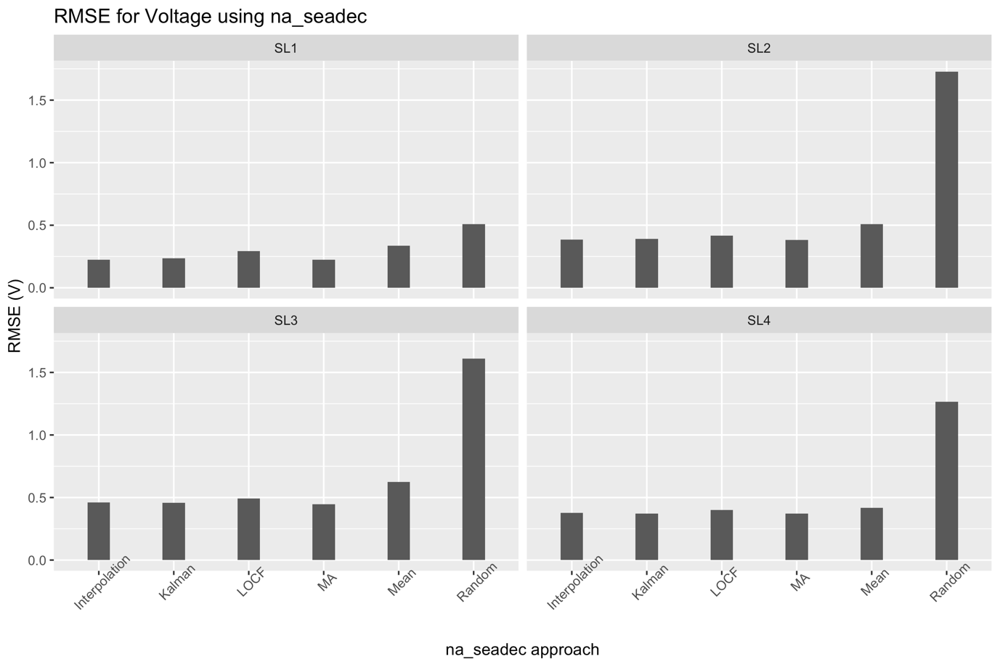 RMSE for Voltage using na_seadec
SL1
SL2
1.5
1.0
0.5
0.0
SL3
SL4
1.5
1.0
0.5
0.0
RMSE (V)
Interpolation Kalman LOCF MA Mean Random
Interpolation Kalman LOCF MA Mean Random
na_seadec approach